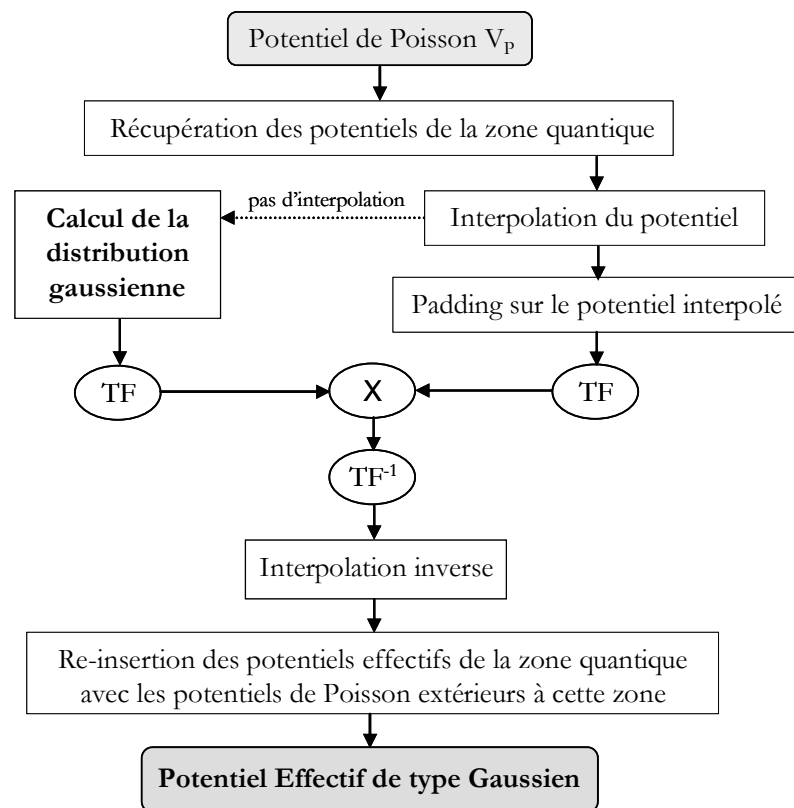 Potentiel de Poisson V_P
Récupération des potentiels de la zone quantique
pas d'interpolation
Calcul de la
distribution
gaussienne
Interpolation du potentiel
Padding sur le potentiel interpolé
TF
X
TF
TF⁻¹
Interpolation inverse
Re-insertion des potentiels effectifs de la zone quantique
avec les potentiels de Poisson extérieurs à cette zone
Potentiel Effectif de type Gaussien